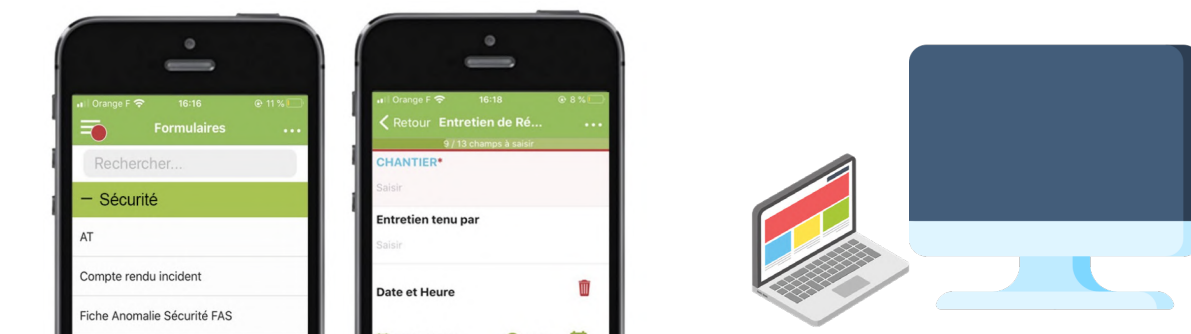 Orange F 16:16 11 %
Formulaires
Rechercher...
Sécurité
AT
Compte rendu incident
Fiche Anomalie Sécurité FAS
Orange F 16:18 8 %
Retour Entretien de Ré...
9 / 13 champs à saisir
CHANTIER*
Saisir
Entretien tenu par
Saisir
Date et Heure